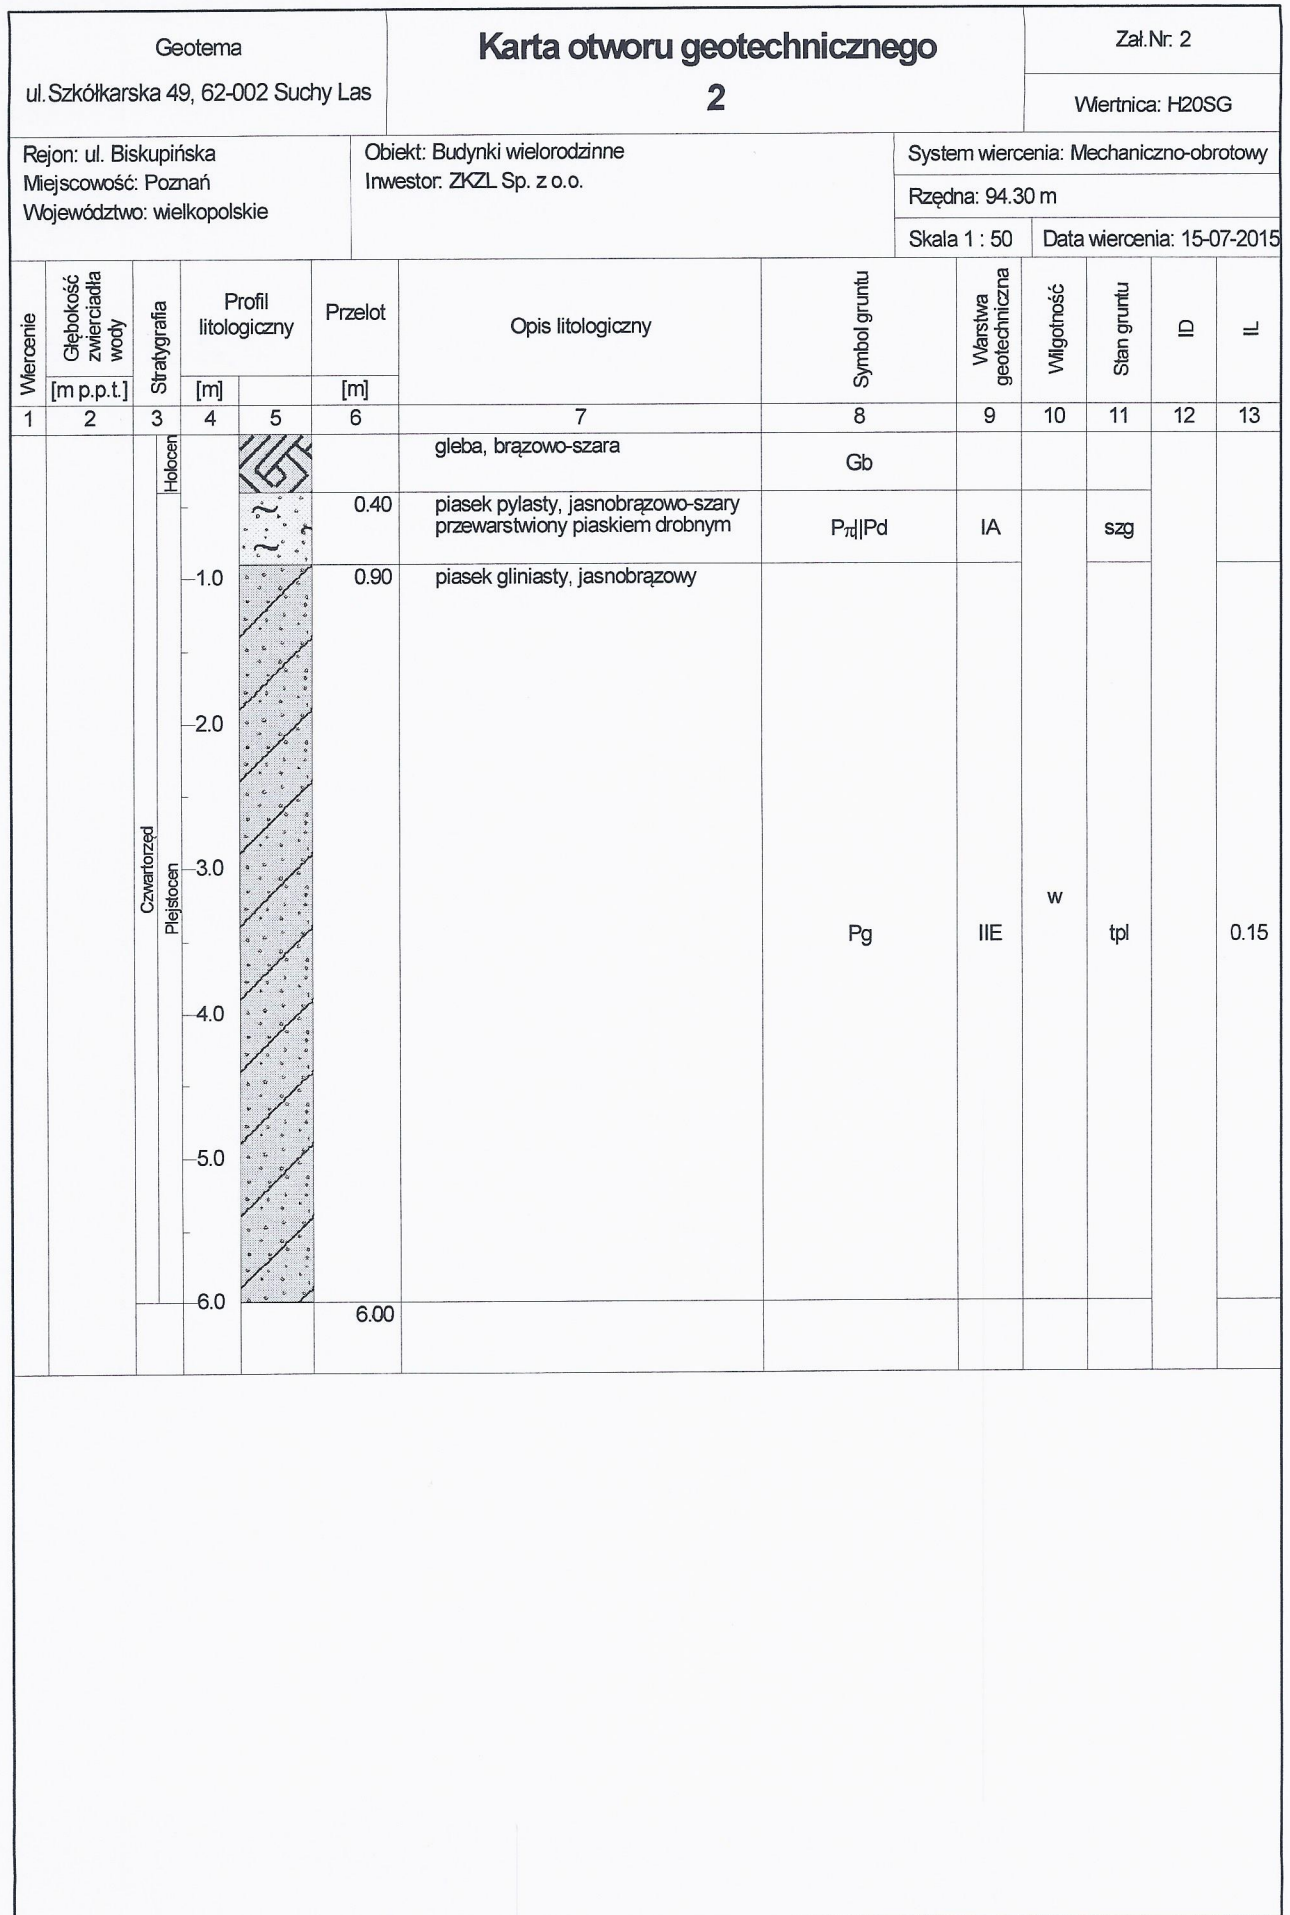 Geotema
ul. Szkółkarska 49, 62-002 Suchy Las
Karta otworu geotechnicznego
2
Zał.Nr. 2
Wiertnica: H20SG
Rejon: ul. Biskupińska
Miejscowość: Poznań
Województwo: wielkopolskie
Obiekt: Budynki wielorodzinne
Inwestor: ZKZL Sp. z o.o.
System wiercenia: Mechaniczno-obrotowy
Rzędna: 94.30 m
Skala 1 : 50
Data wiercenia: 15-07-2015
Wiercenie
Głębokość
zwierciadła
wody
[m p.p.t.]
Stratygrafia
Profil
litologiczny
[m]
Przelot
[m]
Opis litologiczny
Symbol gruntu
Warstwa
geotechniczna
Wilgotność
Stan gruntu
ID
IL
1 2 3 4 5 6 7 8 9 10 11 12 13
Holocen
gleba, brązowo-szara
Gb
0.40
piasek pylasty, jasnobrązowo-szary
przewarstwiony piaskiem drobnym
Pπ||Pd
IA
szg
0.90
piasek gliniasty, jasnobrązowy
1.0
2.0
3.0
4.0
5.0
6.0
Czwartorzęd
Plejstocen
Pg
IIE
w
tpl
0.15
6.00